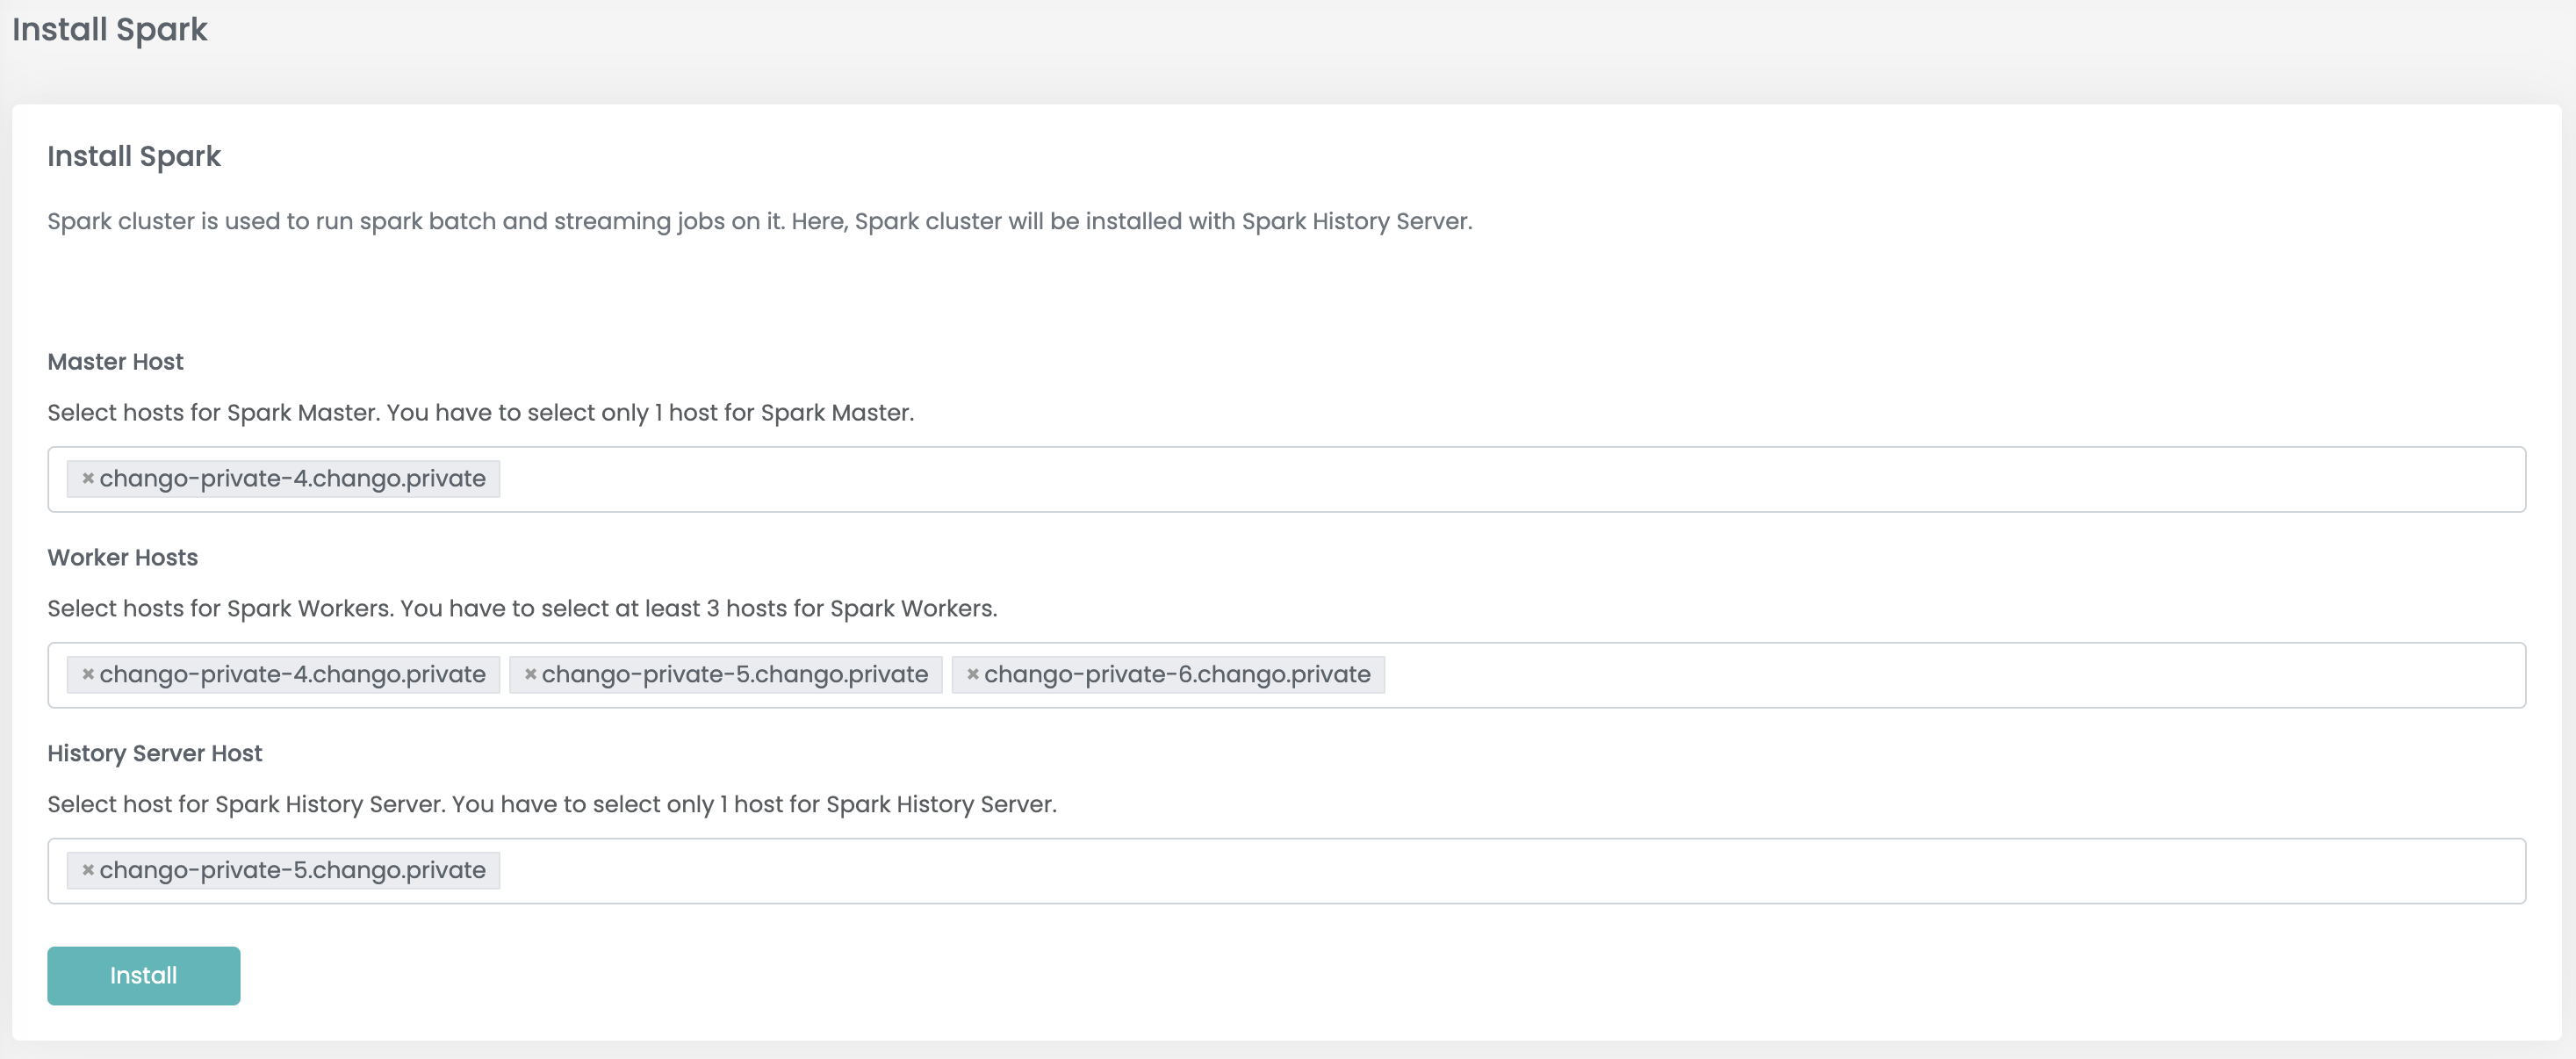 Install Spark
Install Spark
Spark cluster is used to run spark batch and streaming jobs on it. Here, Spark cluster will be installed with Spark History Server.
Master Host
Select hosts for Spark Master. You have to select only 1 host for Spark Master.
× chango-private-4.chango.private
Worker Hosts
Select hosts for Spark Workers. You have to select at least 3 hosts for Spark Workers.
× chango-private-4.chango.private × chango-private-5.chango.private × chango-private-6.chango.private
History Server Host
Select host for Spark History Server. You have to select only 1 host for Spark History Server.
× chango-private-5.chango.private
Install